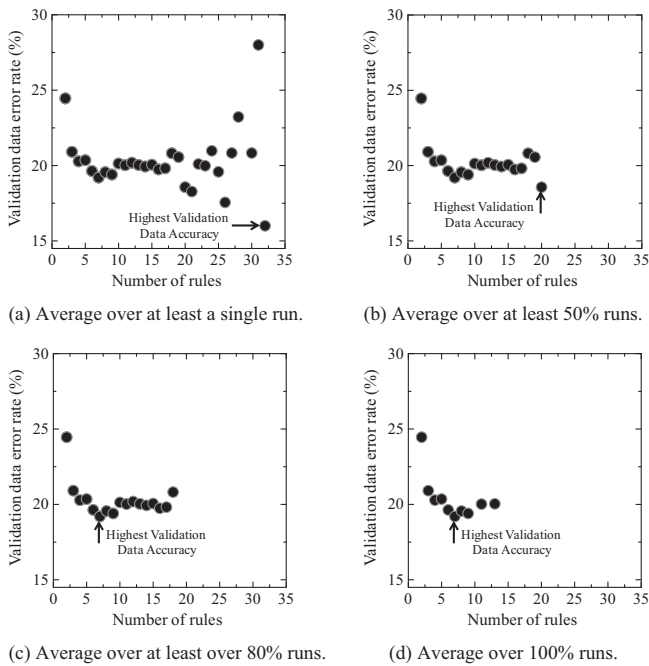 30
25
20
15
Validation data error rate (%)
Highest Validation
Data Accuracy
0 5 10 15 20 25 30 35
Number of rules
(a) Average over at least a single run.
30
25
20
15
Validation data error rate (%)
Highest Validation
Data Accuracy
0 5 10 15 20 25 30 35
Number of rules
(b) Average over at least 50% runs.
30
25
20
15
Validation data error rate (%)
Highest Validation
Data Accuracy
0 5 10 15 20 25 30 35
Number of rules
(c) Average over at least over 80% runs.
30
25
20
15
Validation data error rate (%)
Highest Validation
Data Accuracy
0 5 10 15 20 25 30 35
Number of rules
(d) Average over 100% runs.